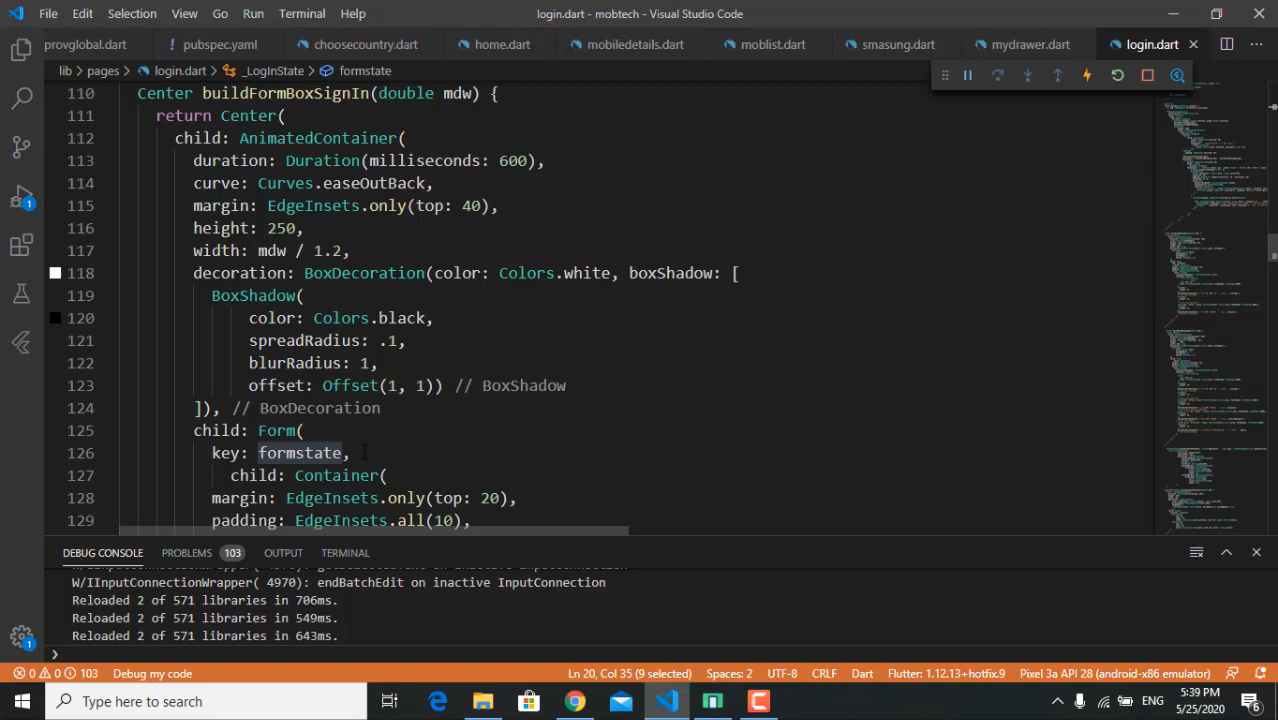 File Edit Selection View Go Run Terminal Help login.dart - mobtech - Visual Studio Code
provglobal.dart pubspec.yaml choosecountry.dart home.dart mobiledetails.dart moblist.dart smasung.dart mydrawer.dart login.dart
lib > pages > login.dart > _LogInState > formstate
110 Center buildFormBoxSignIn(double mdw) {
111 return Center(
112 child: AnimatedContainer(
113 duration: Duration(milliseconds: 600),
114 curve: Curves.easeOutBack,
115 margin: EdgeInsets.only(top: 40),
116 height: 250,
117 width: mdw / 1.2,
118 decoration: BoxDecoration(color: Colors.white, boxShadow: [
119 BoxShadow(
120 color: Colors.black,
121 spreadRadius: .1,
122 blurRadius: 1,
123 offset: Offset(1, 1)) // BoxShadow
124 ]), // BoxDecoration
125 child: Form(
126 key: formstate,
127 child: Container(
128 margin: EdgeInsets.only(top: 20),
129 padding: EdgeInsets.all(10),
DEBUG CONSOLE PROBLEMS 103 OUTPUT TERMINAL
W/IInputConnectionWrapper( 4970): endBatchEdit on inactive InputConnection
Reloaded 2 of 571 libraries in 706ms.
Reloaded 2 of 571 libraries in 549ms.
Reloaded 2 of 571 libraries in 643ms.
0 0 103 Debug my code Ln 20, Col 35 (9 selected) Spaces: 2 UTF-8 CRLF Dart Flutter: 1.12.13+hotfix.9 Pixel 3a API 28 (android-x86 emulator)
Type here to search ENG 5:39 PM
5/25/2020 6